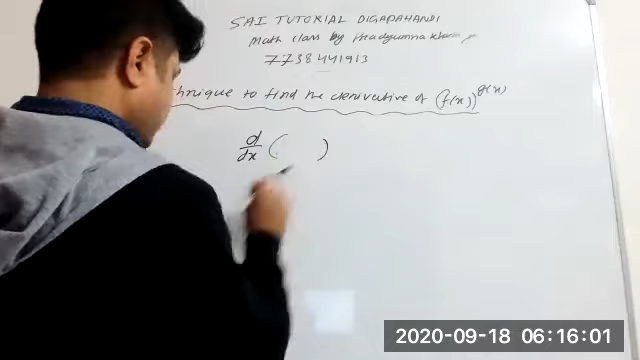 SAI TUTORIAL DIGAPAHANDI
Math class by Pradyumna
7738441913
chnique to find the derivative of (f(x))^g(x)
d/dx ( )
2020-09-18 06:16:01